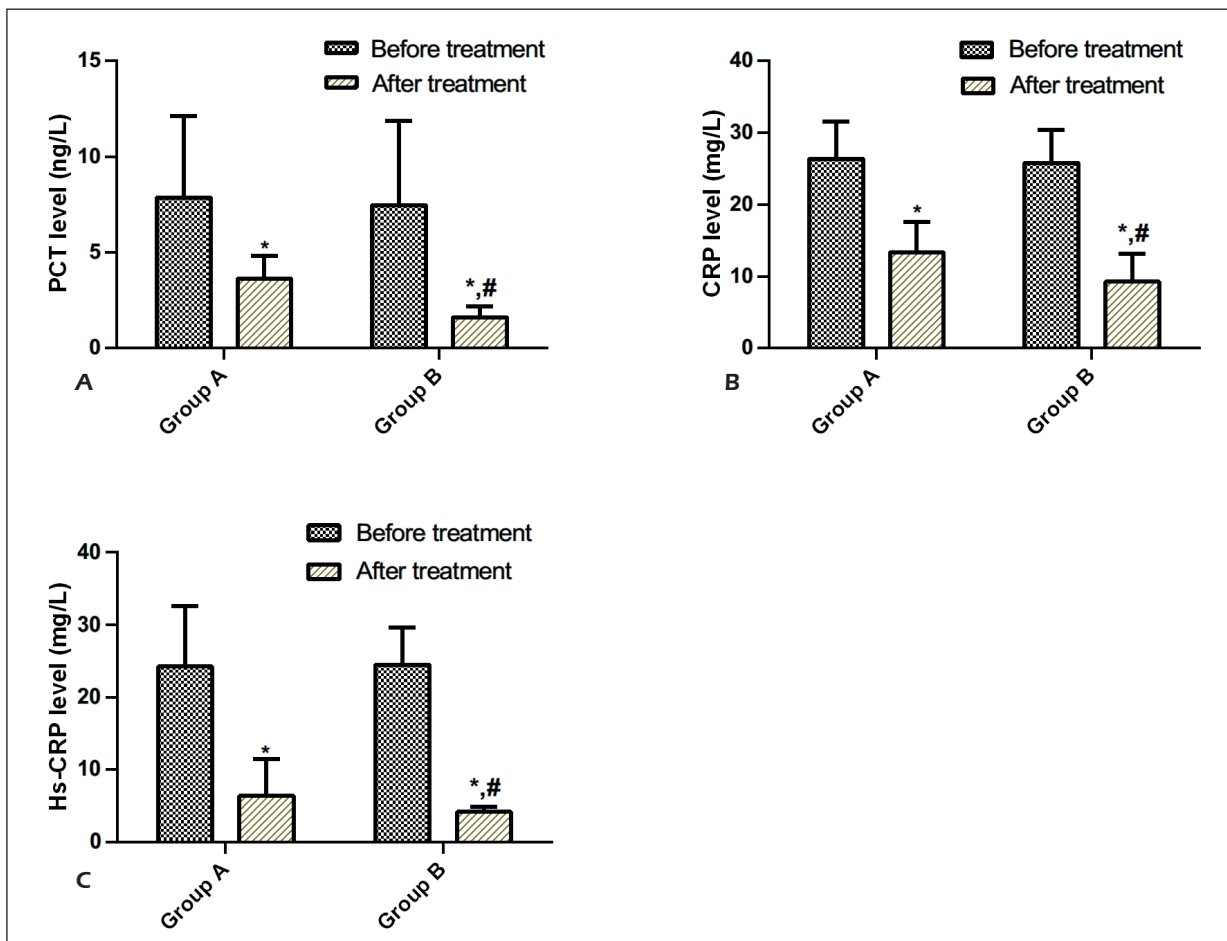 Before treatment
After treatment
15
10
5
0
PCT level (ng/L)
*
*,#
Group A
Group B
A
Before treatment
After treatment
40
30
20
10
0
CRP level (mg/L)
*
*,#
Group A
Group B
B
Before treatment
After treatment
40
30
20
10
0
Hs-CRP level (mg/L)
*
*,#
Group A
Group B
C